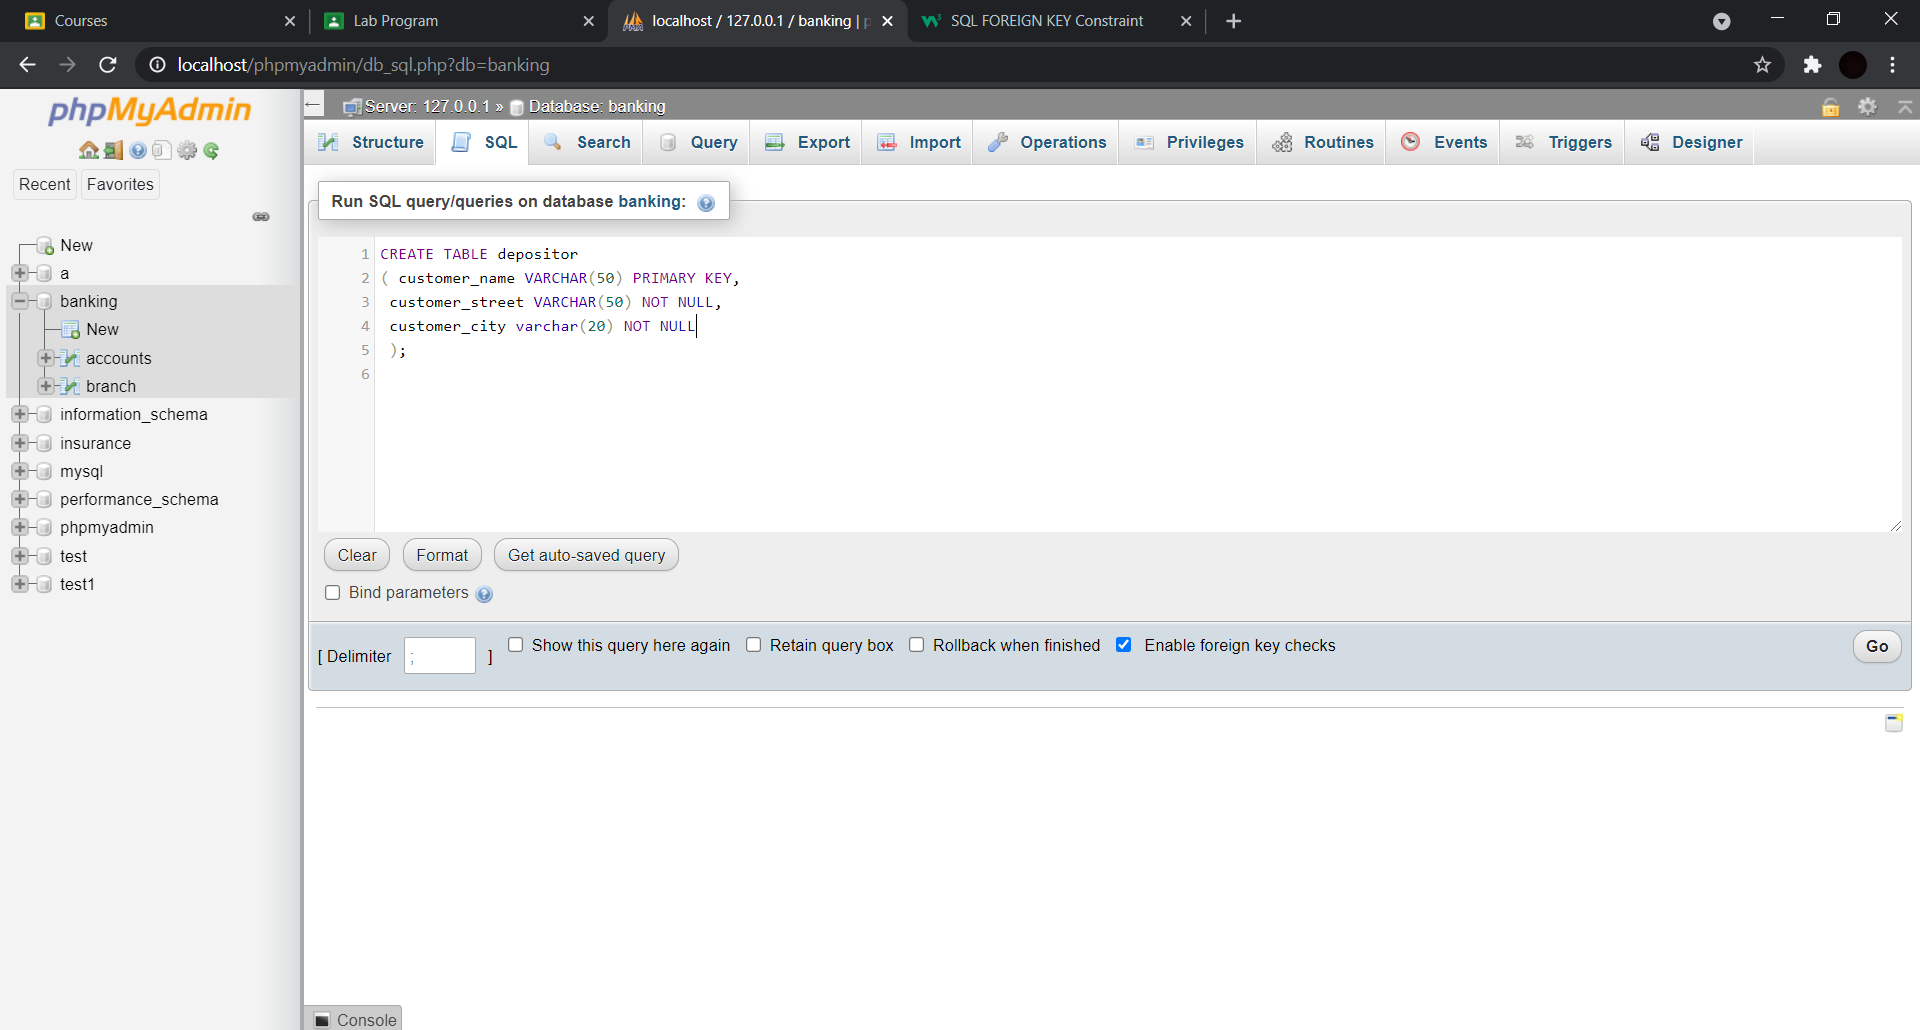 Courses
Lab Program
localhost / 127.0.0.1 / banking | p
SQL FOREIGN KEY Constraint
localhost/phpmyadmin/db_sql.php?db=banking
phpMyAdmin
Recent
Favorites
New
a
banking
New
accounts
branch
information_schema
insurance
mysql
performance_schema
phpmyadmin
test
test1
Server: 127.0.0.1 » Database: banking
Structure
SQL
Search
Query
Export
Import
Operations
Privileges
Routines
Events
Triggers
Designer
Run SQL query/queries on database banking:
1 CREATE TABLE depositor
2 ( customer_name VARCHAR(50) PRIMARY KEY,
3 customer_street VARCHAR(50) NOT NULL,
4 customer_city varchar(20) NOT NULL
5 );
6
Clear
Format
Get auto-saved query
Bind parameters
[ Delimiter ; ]
Show this query here again
Retain query box
Rollback when finished
Enable foreign key checks
Go
Console